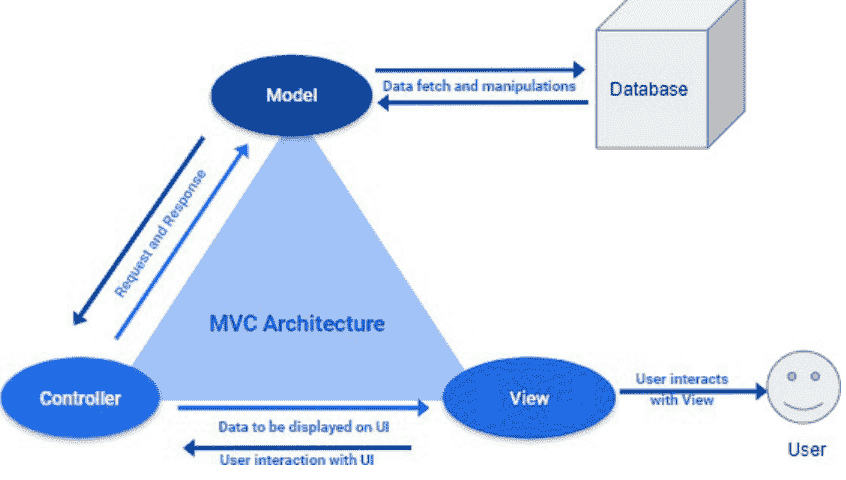 Model
Data fetch and manipulations
Database
Request and Response
MVC Architecture
Controller
Data to be displayed on UI
User interaction with UI
View
User interacts
with View
User